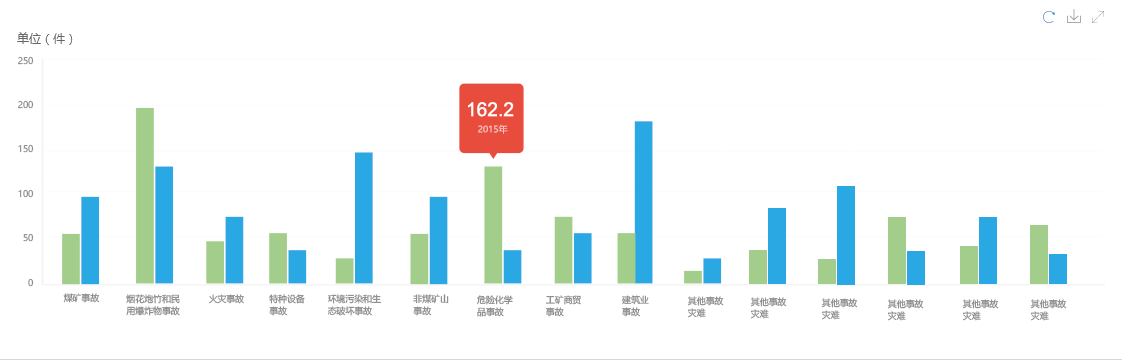 单位（件）
250
200
150
100
50
0
162.2
2015年
煤矿事故
烟花炮竹和民
用爆炸物事故
火灾事故
特种设备
事故
环境污染和生
态破坏事故
非煤矿山
事故
危险化学
品事故
工矿商贸
事故
建筑业
事故
其他事故
灾难
其他事故
灾难
其他事故
灾难
其他事故
灾难
其他事故
灾难
其他事故
灾难